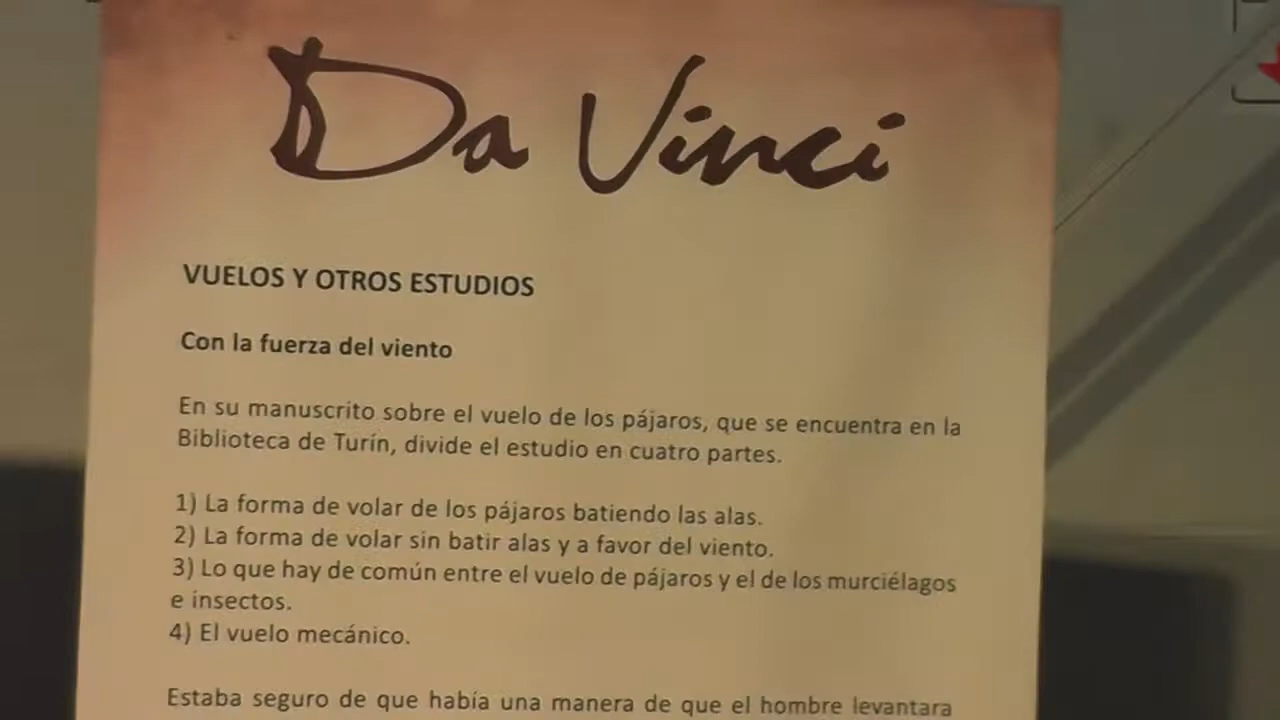 Da Vinci
VUELOS Y OTROS ESTUDIOS
Con la fuerza del viento
En su manuscrito sobre el vuelo de los pájaros, que se encuentra en la
Biblioteca de Turín, divide el estudio en cuatro partes.
1) La forma de volar de los pájaros batiendo las alas.
2) La forma de volar sin batir alas y a favor del viento.
3) Lo que hay de común entre el vuelo de pájaros y el de los murciélagos
e insectos.
4) El vuelo mecánico.
Estaba seguro de que había una manera de que el hombre levantara